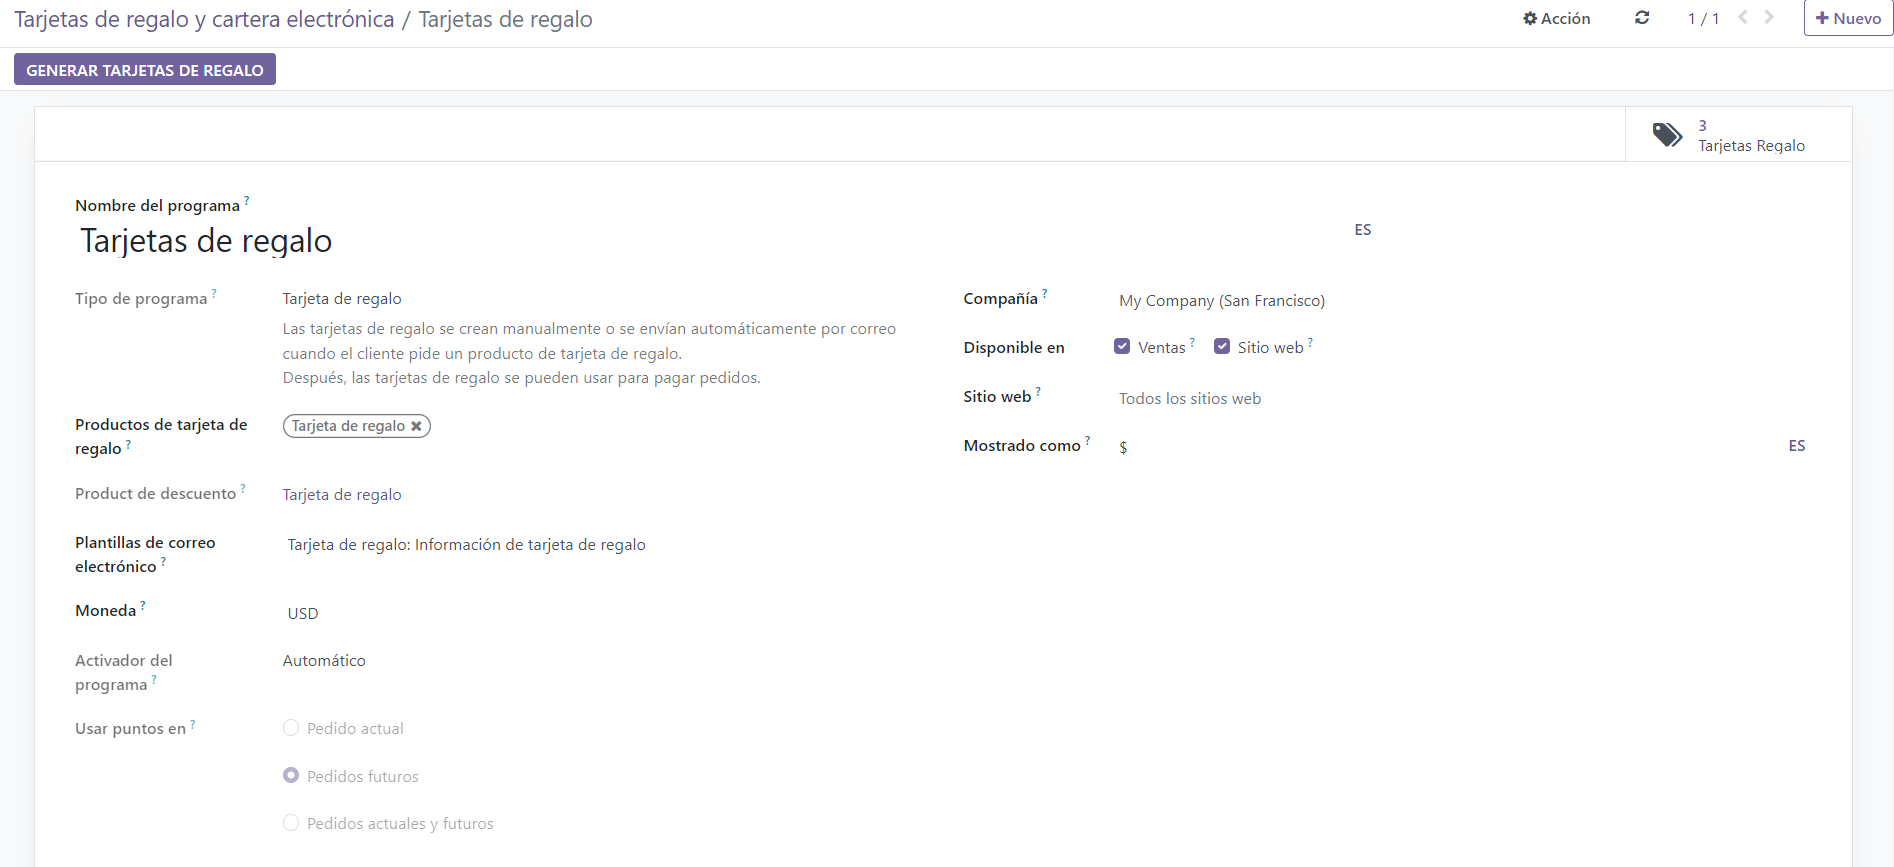 Tarjetas de regalo y cartera electrónica / Tarjetas de regalo
Acción
1 / 1
Nuevo
GENERAR TARJETAS DE REGALO
3
Tarjetas Regalo
Nombre del programa ?
Tarjetas de regalo
ES
Tipo de programa ?
Tarjeta de regalo
Las tarjetas de regalo se crean manualmente o se envían automáticamente por correo
cuando el cliente pide un producto de tarjeta de regalo.
Después, las tarjetas de regalo se pueden usar para pagar pedidos.
Productos de tarjeta de
regalo ?
Tarjeta de regalo
Product de descuento ?
Tarjeta de regalo
Plantillas de correo
electrónico ?
Tarjeta de regalo: Información de tarjeta de regalo
Moneda ?
USD
Activador del
programa ?
Automático
Usar puntos en ?
Pedido actual
Pedidos futuros
Pedidos actuales y futuros
Compañía ?
My Company (San Francisco)
Disponible en
Ventas ?
Sitio web ?
Sitio web ?
Todos los sitios web
Mostrado como ?
$
ES